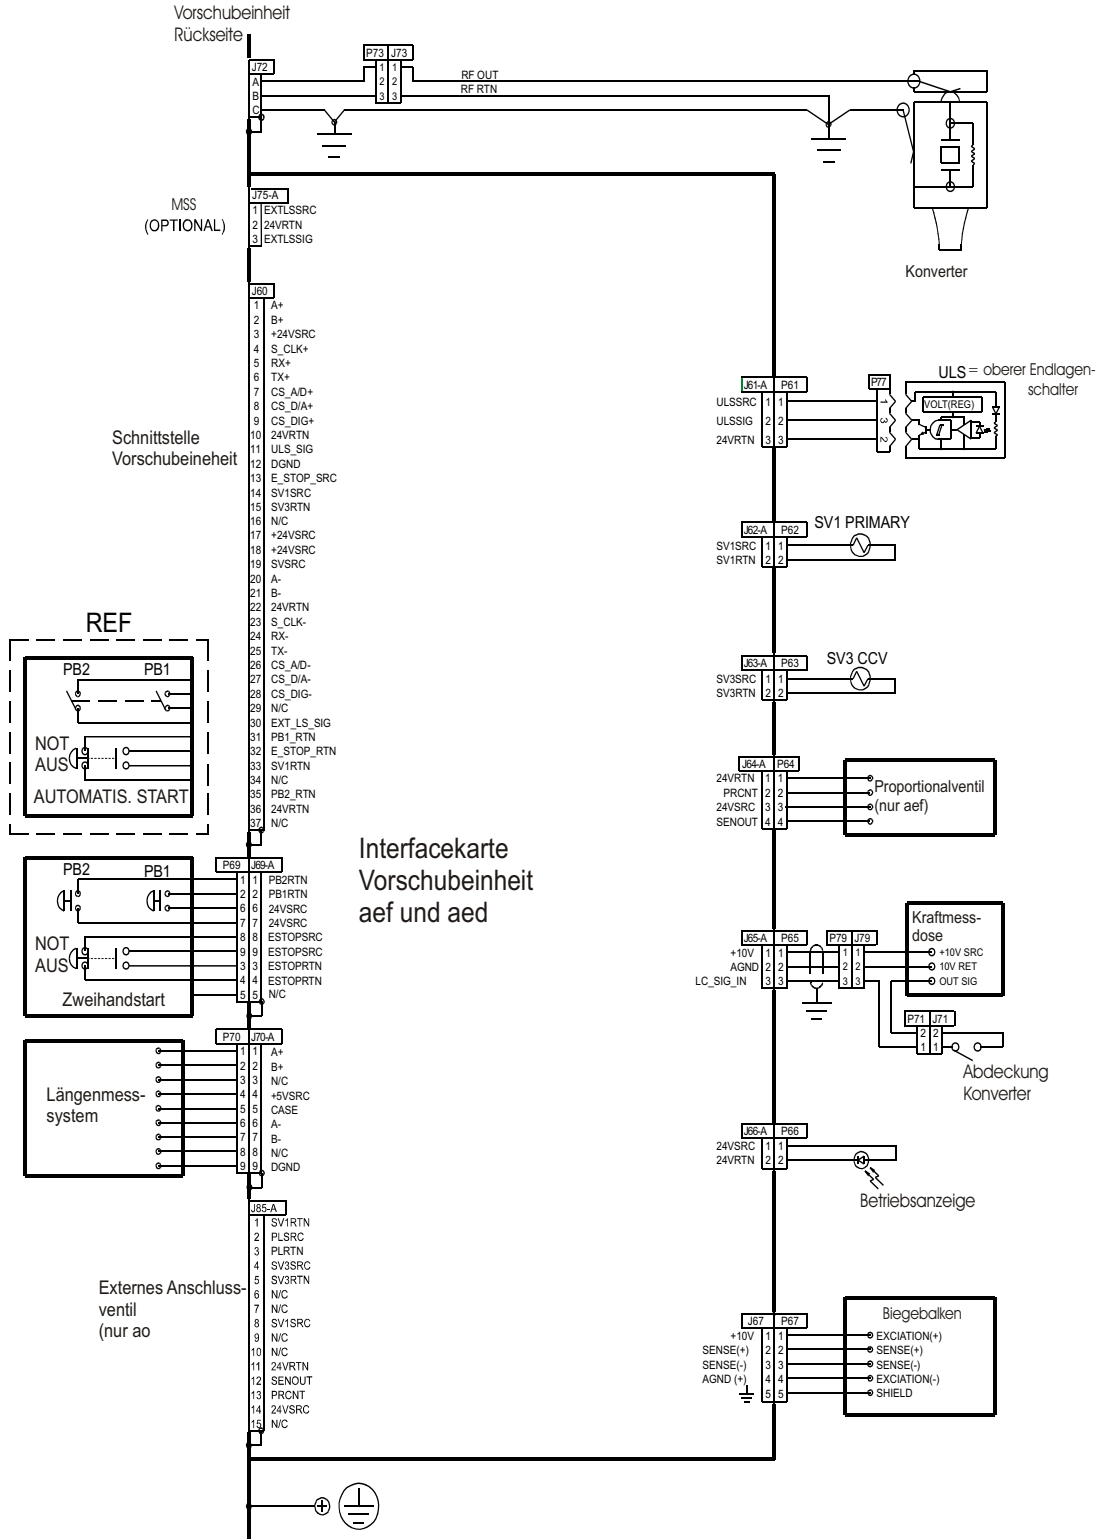 Vorschubeinheit
Rückseite
J72
A
B
C
P73 J73
1 1
2 2
3 3
RF OUT
RF RTN
Konverter
MSS
(OPTIONAL)
J75-A
1 EXTLSSRC
2 24VRTN
3 EXTLSSIG
Schnittstelle
Vorschubeineheit
J60
1 A+
2 B+
3 +24VSRC
4 S_CLK+
5 RX+
6 TX+
7 CS_A/D+
8 CS_D/A+
9 CS_DIG+
10 24VRTN
11 ULS_SIG
12 DGND
13 E_STOP_SRC
14 SV1SRC
15 SV3RTN
16 N/C
17 +24VSRC
18 +24VSRC
19 SVSRC
20 A-
21 B-
22 24VRTN
23 S_CLK-
24 RX-
25 TX-
26 CS_A/D-
27 CS_D/A-
28 CS_DIG-
29 N/C
30 EXT_LS_SIG
31 PB1_RTN
32 E_STOP_RTN
33 SV1RTN
34 N/C
35 PB2_RTN
36 24VRTN
37 N/C
REF
PB2 PB1
NOT
AUS
AUTOMATIS. START
Interfacekarte
Vorschubeinheit
aef und aed
PB2 PB1
NOT
AUS
Zweihandstart
P69 J69-A
1 1 PB2RTN
2 2 PB1RTN
6 6 24VSRC
7 7 24VSRC
8 8 ESTOPSRC
9 9 ESTOPSRC
3 3 ESTOPRTN
4 4 ESTOPRTN
5 5 N/C
Längenmess-
system
P70 J70-A
1 1 A+
2 2 B+
3 3 N/C
4 4 +5VSRC
5 5 CASE
6 6 A-
7 7 B-
8 8 N/C
9 9 DGND
Externes Anschluss-
ventil
(nur ao
J85-A
1 SV1RTN
2 PLSRC
3 PLRTN
4 SV3SRC
5 SV3RTN
6 N/C
7 N/C
8 SV1SRC
9 N/C
10 N/C
11 24VRTN
12 SENOUT
13 PRCNT
14 24VSRC
15 N/C
J61-A P61
ULSSRC 1 1
ULSSIG 2 2
24VRTN 3 3
P77
1
3
2
ULS = oberer Endlagen-
schalter
VOLT(REG)
J62-A P62
SV1SRC 1 1
SV1RTN 2 2
SV1 PRIMARY
J63-A P63
SV3SRC 1 1
SV3RTN 2 2
SV3 CCV
J64-A P64
24VRTN 1 1
PRCNT 2 2
24VSRC 3 3
SENOUT 4 4
Proportionalventil
(nur aef)
J65-A P65
+10V 1 1
AGND 2 2
LC_SIG_IN 3 3
P79 J79
1 1
2 2
3 3
Kraftmess-
dose
+10V SRC
10V RET
OUT SIG
P71 J71
2 2
1 1
Abdeckung
Konverter
J66-A P66
24VSRC 1 1
24VRTN 2 2
Betriebsanzeige
J67 P67
+10V 1 1
SENSE(+) 2 2
SENSE(-) 3 3
AGND (+) 4 4
5 5
Biegebalken
EXCIATION(+)
SENSE(+)
SENSE(-)
EXCIATION(-)
SHIELD